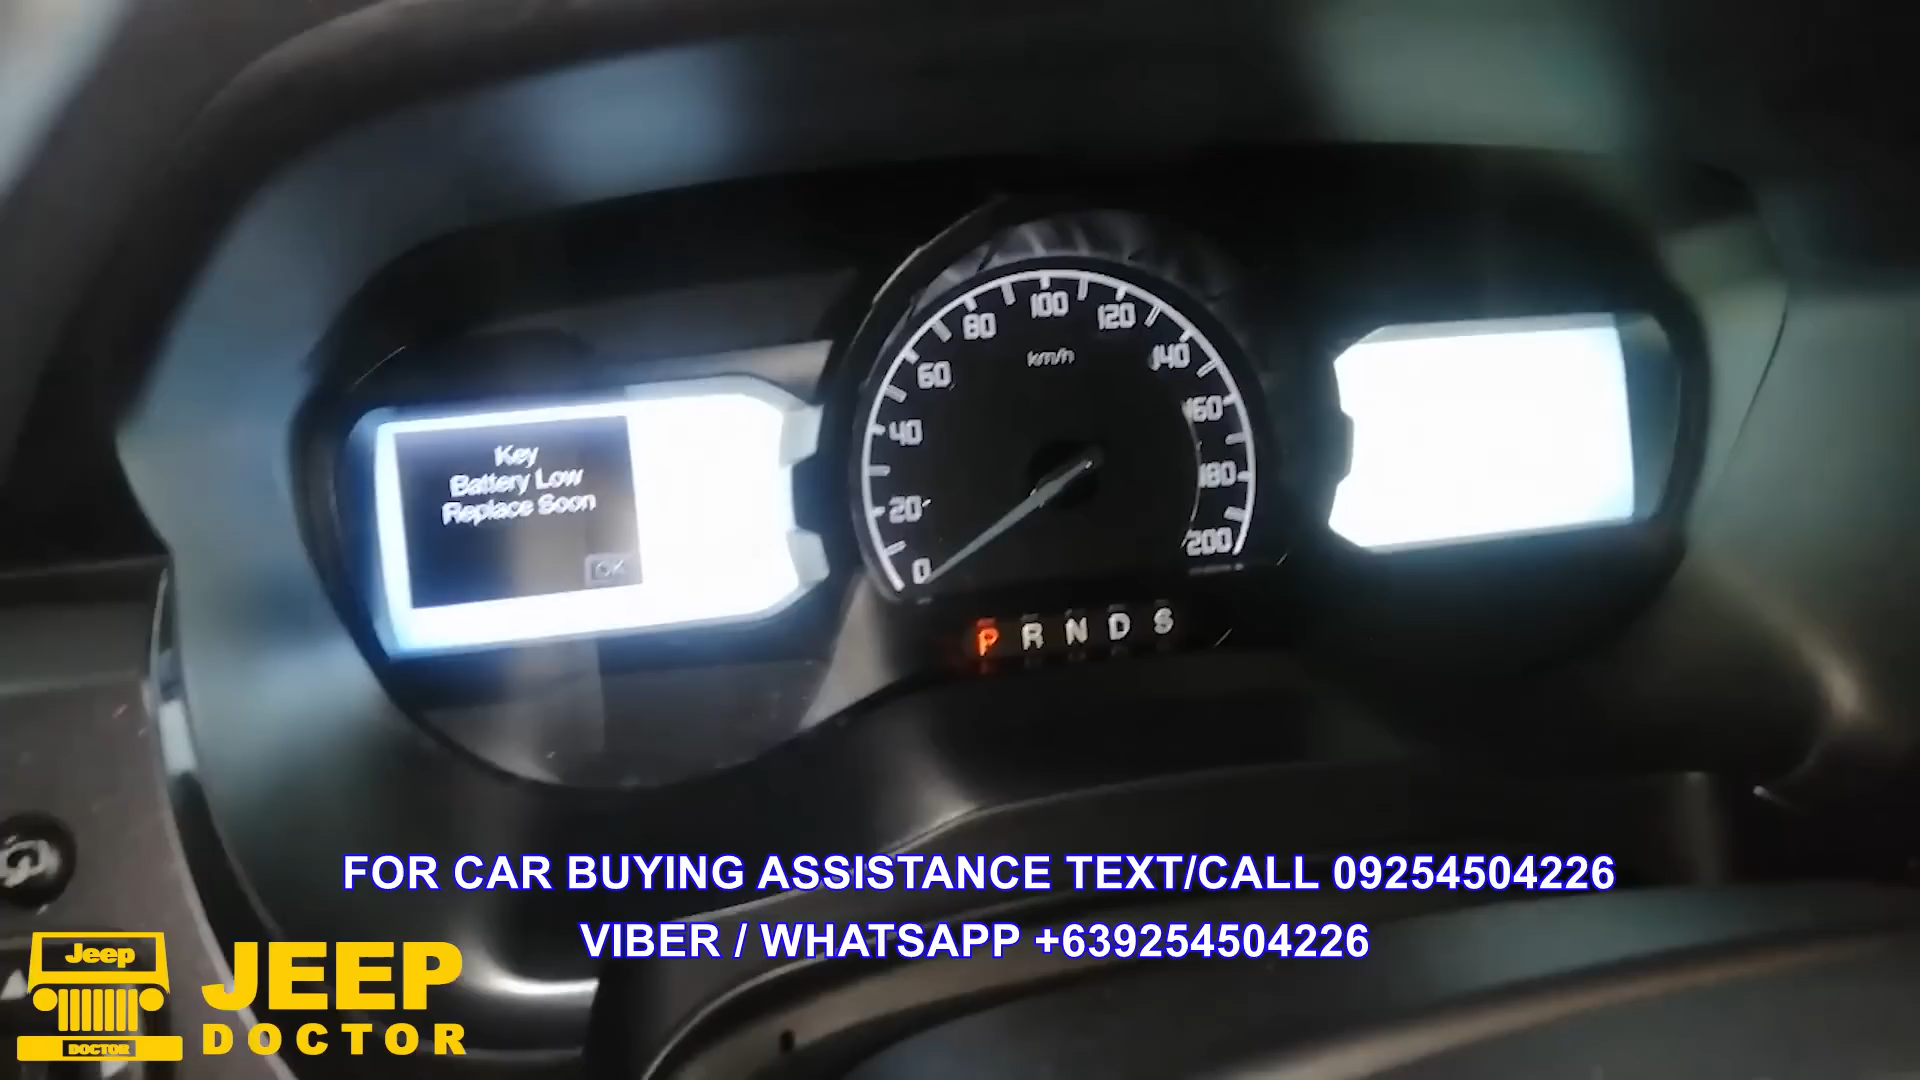 Key
Battery Low
Replace Soon
OK
0
20
40
60
80
100
120
140
160
180
200
km/h
P R N D S
FOR CAR BUYING ASSISTANCE TEXT/CALL 09254504226
VIBER / WHATSAPP +639254504226
Jeep
DOCTOR
JEEP
DOCTOR